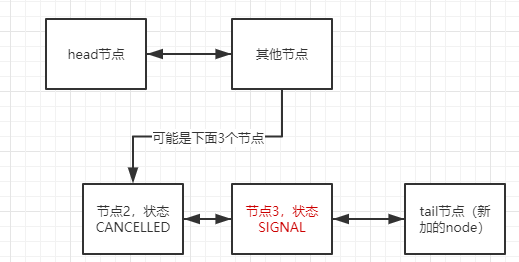 head节点
其他节点
可能是下面3个节点
节点2，状态
CANCELLED
节点3，状态
SIGNAL
tail节点（新
加的node）